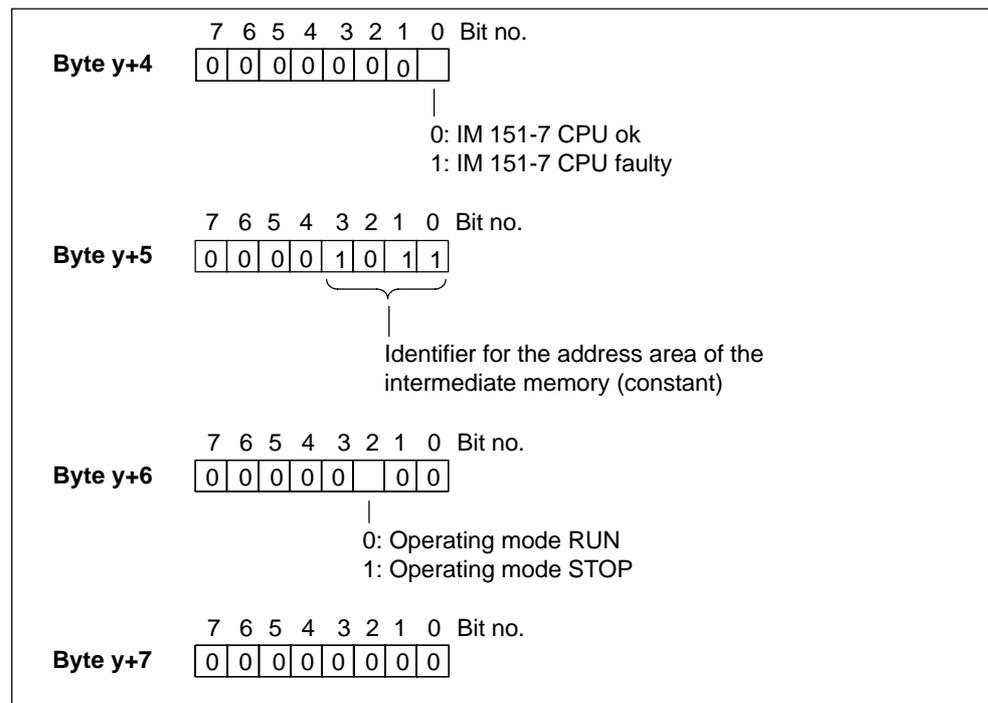 7 6 5 4 3 2 1 0 Bit no.
Byte y+4 0 0 0 0 0 0 0
0: IM 151-7 CPU ok
1: IM 151-7 CPU faulty
7 6 5 4 3 2 1 0 Bit no.
Byte y+5 0 0 0 0 1 0 1 1
Identifier for the address area of the
intermediate memory (constant)
7 6 5 4 3 2 1 0 Bit no.
Byte y+6 0 0 0 0 0 0 0
0: Operating mode RUN
1: Operating mode STOP
7 6 5 4 3 2 1 0 Bit no.
Byte y+7 0 0 0 0 0 0 0 0